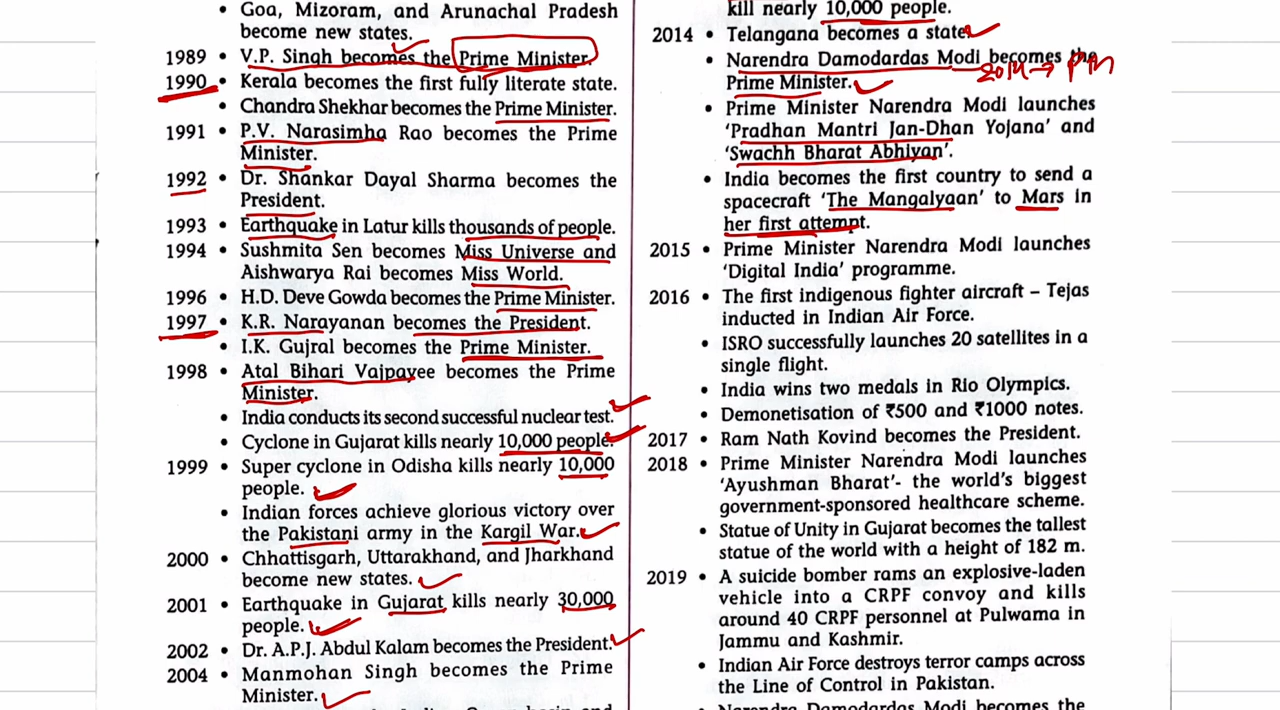 • Goa, Mizoram, and Arunachal Pradesh
become new states.
1989 • V.P. Singh becomes the Prime Minister.
1990 • Kerala becomes the first fully literate state.
• Chandra Shekhar becomes the Prime Minister.
1991 • P.V. Narasimha Rao becomes the Prime
Minister.
1992 • Dr. Shankar Dayal Sharma becomes the
President.
1993 • Earthquake in Latur kills thousands of people.
1994 • Sushmita Sen becomes Miss Universe and
Aishwarya Rai becomes Miss World.
1996 • H.D. Deve Gowda becomes the Prime Minister.
1997 • K.R. Narayanan becomes the President.
• I.K. Gujral becomes the Prime Minister.
1998 • Atal Bihari Vajpayee becomes the Prime
Minister.
• India conducts its second successful nuclear test.
• Cyclone in Gujarat kills nearly 10,000 people.
1999 • Super cyclone in Odisha kills nearly 10,000
people.
• Indian forces achieve glorious victory over
the Pakistani army in the Kargil War.
2000 • Chhattisgarh, Uttarakhand, and Jharkhand
become new states.
2001 • Earthquake in Gujarat kills nearly 30,000
people.
2002 • Dr. A.P.J. Abdul Kalam becomes the President.
2004 • Manmohan Singh becomes the Prime
Minister.
kill nearly 10,000 people.
2014 • Telangana becomes a state.
• Narendra Damodardas Modi becomes the
2014 → PM
Prime Minister.
• Prime Minister Narendra Modi launches
‘Pradhan Mantri Jan-Dhan Yojana’ and
‘Swachh Bharat Abhiyan’.
• India becomes the first country to send a
spacecraft ‘The Mangalyaan’ to Mars in
her first attempt.
2015 • Prime Minister Narendra Modi launches
‘Digital India’ programme.
2016 • The first indigenous fighter aircraft – Tejas
inducted in Indian Air Force.
• ISRO successfully launches 20 satellites in a
single flight.
• India wins two medals in Rio Olympics.
• Demonetisation of ₹500 and ₹1000 notes.
2017 • Ram Nath Kovind becomes the President.
2018 • Prime Minister Narendra Modi launches
‘Ayushman Bharat’- the world’s biggest
government-sponsored healthcare scheme.
• Statue of Unity in Gujarat becomes the tallest
statue of the world with a height of 182 m.
2019 • A suicide bomber rams an explosive-laden
vehicle into a CRPF convoy and kills
around 40 CRPF personnel at Pulwama in
Jammu and Kashmir.
• Indian Air Force destroys terror camps across
the Line of Control in Pakistan.
• Narendra Damodardas Modi becomes the